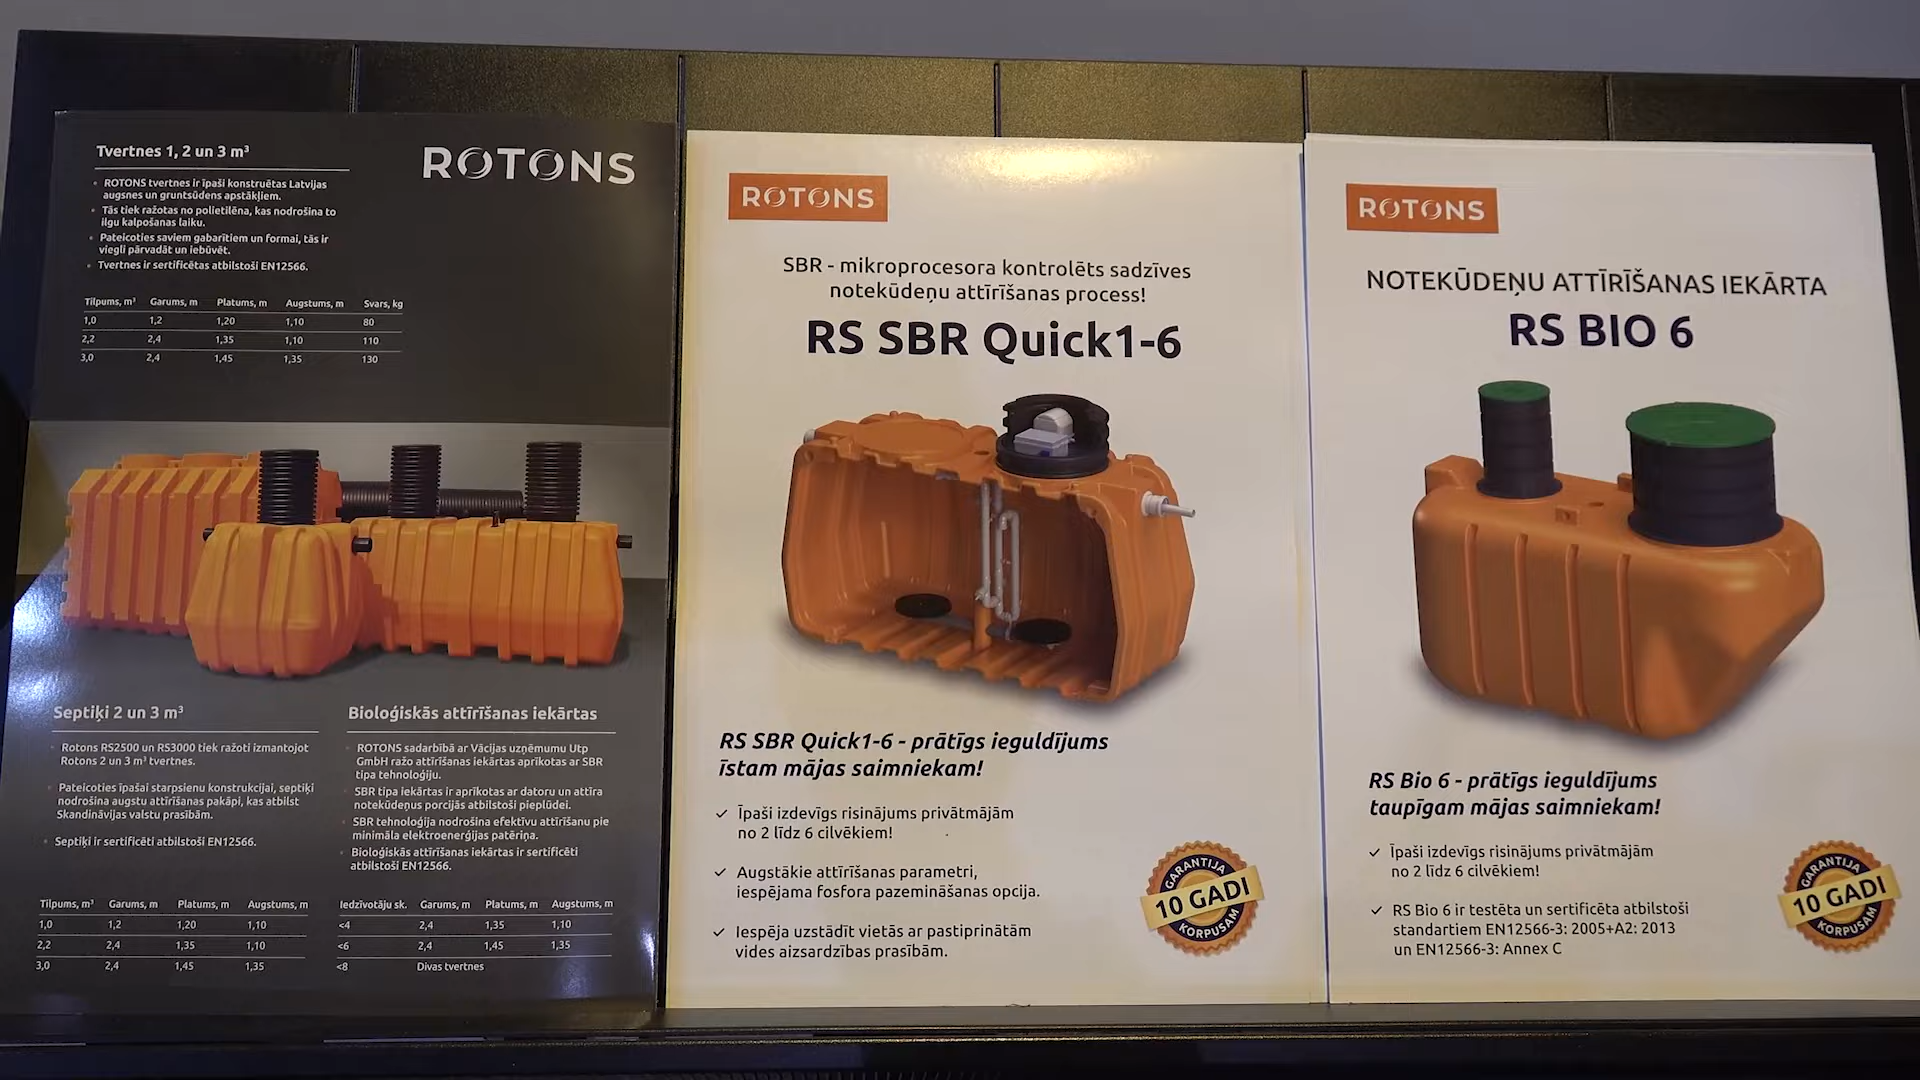 Tvertnes 1, 2 un 3 m³
ROTONS tvertnes ir īpaši konstruētas Latvijas
augsnes un gruntsūdens apstākļiem.
Tās tiek ražotas no polietilēna, kas nodrošina to
ilgu kalpošanas laiku.
Pateicoties saviem gabarītiem un formai, tās ir
viegli pārvadāt un iebūvēt.
Tvertnes ir sertificētas atbilstoši EN12566.
Tilpums, m³ Garums, m Platums, m Augstums, m Svars, kg
1,0 1,2 1,20 1,10 80
2,2 2,4 1,35 1,10 110
3,0 2,4 1,45 1,35 130
ROTONS
Septiķi 2 un 3 m³
Rotons RS2500 un RS3000 tiek ražoti izmantojot
Rotons 2 un 3 m³ tvertnes.
Pateicoties īpašai starpsienu konstrukcijai, septiķi
nodrošina augstu attīrīšanas pakāpi, kas atbilst
Skandināvijas valstu prasībām.
Septiķi ir sertificēti atbilstoši EN12566.
Tilpums, m³ Garums, m Platums, m Augstums, m
1,0 1,2 1,20 1,10
2,2 2,4 1,35 1,10
3,0 2,4 1,45 1,35
Bioloģiskās attīrīšanas iekārtas
ROTONS sadarbībā ar Vācijas uzņēmumu Utp
GmbH ražo attīrīšanas iekārtas aprīkotas ar SBR
tipa tehnoloģiju.
SBR tipa iekārtas ir aprīkotas ar datoru un attīra
notekūdeņus porcijās atbilstoši pieplūdei.
SBR tehnoloģija nodrošina efektīvu attīrīšanu pie
minimāla elektroenerģijas patēriņa.
Bioloģiskās attīrīšanas iekārtas ir sertificēti
atbilstoši EN12566.
Iedzīvotāju sk. Garums, m Platums, m Augstums, m
<4 2,4 1,35 1,10
<6 2,4 1,45 1,35
<8 Divas tvertnes
ROTONS
SBR - mikroprocesora kontrolēts sadzīves
notekūdeņu attīrīšanas process!
RS SBR Quick1-6
RS SBR Quick1-6 - prātīgs ieguldījums
īstam mājas saimniekam!
✓ Īpaši izdevīgs risinājums privātmājām
no 2 līdz 6 cilvēkiem!
✓ Augstākie attīrīšanas parametri,
iespējama fosfora pazemināšanas opcija.
✓ Iespēja uzstādīt vietās ar pastiprinātām
vides aizsardzības prasībām.
GARANTIJA
10 GADI
KORPUSAM
ROTONS
NOTEKŪDEŅU ATTĪRĪŠANAS IEKĀRTA
RS BIO 6
RS Bio 6 - prātīgs ieguldījums
taupīgam mājas saimniekam!
✓ Īpaši izdevīgs risinājums privātmājām
no 2 līdz 6 cilvēkiem!
✓ RS Bio 6 ir testēta un sertificēta atbilstoši
standartiem EN12566-3: 2005+A2: 2013
un EN12566-3: Annex C
GARANTIJA
10 GADI
KORPUSAM